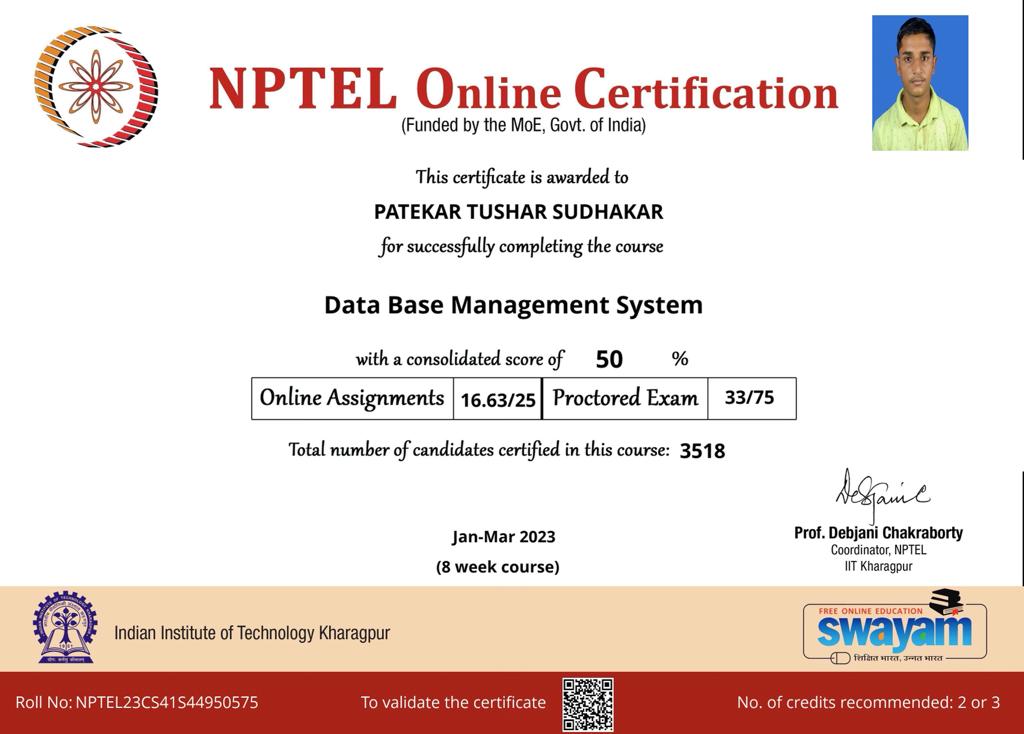 NPTEL Online Certification
(Funded by the MoE, Govt. of India)
This certificate is awarded to
PATEKAR TUSHAR SUDHAKAR
for successfully completing the course
Data Base Management System
with a consolidated score of 50 %
Online Assignments 16.63/25 Proctored Exam 33/75
Total number of candidates certified in this course: 3518
Jan-Mar 2023
(8 week course)
Prof. Debjani Chakraborty
Coordinator, NPTEL
IIT Kharagpur
Indian Institute of Technology Kharagpur
FREE ONLINE EDUCATION
swayam
शिक्षित भारत, उन्नत भारत
Roll No: NPTEL23CS41S44950575
To validate the certificate
No. of credits recommended: 2 or 3